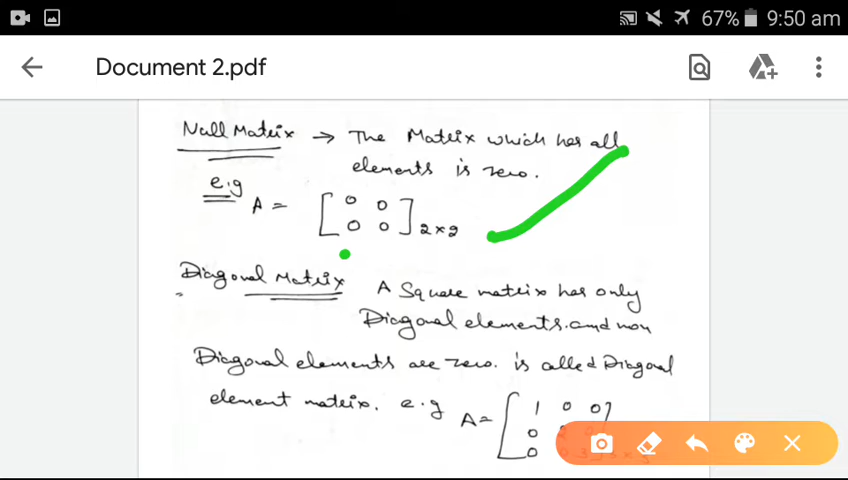 67% 9:50 am
Document 2.pdf
Null Matrix → The Matrix which has all
elements is zero.
e.g
A = [ 0 0
0 0 ] 2×2
Diagonal Matrix A Square matrix has only
Diagonal elements. and non
Diagonal elements are zero. is called Diagonal
element matrix. e.g A = [ 1 0 0 ]
0
0